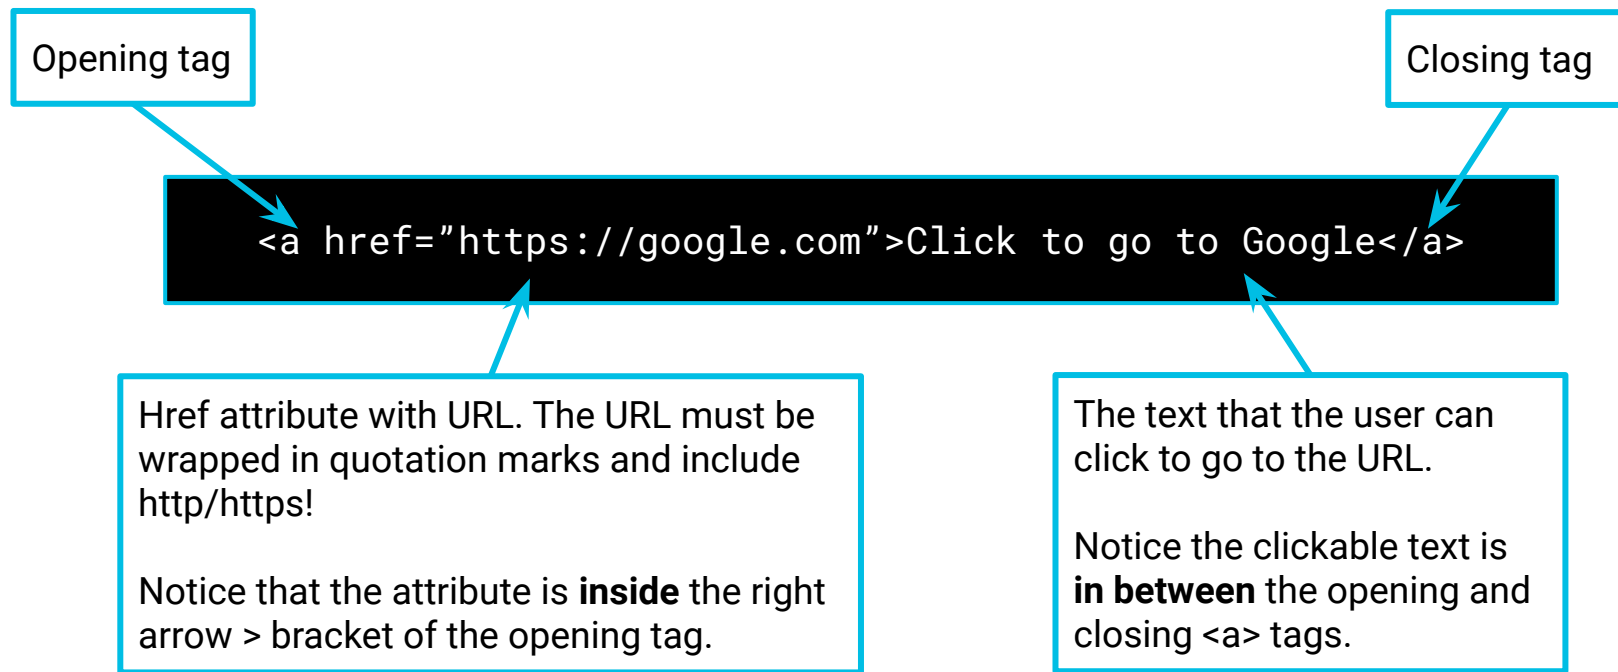 Opening tag
Closing tag
<a href=”https://google.com”>Click to go to Google</a>
Href attribute with URL. The URL must be
wrapped in quotation marks and include
http/https!
Notice that the attribute is inside the right
arrow > bracket of the opening tag.
The text that the user can
click to go to the URL.
Notice the clickable text is
in between the opening and
closing <a> tags.